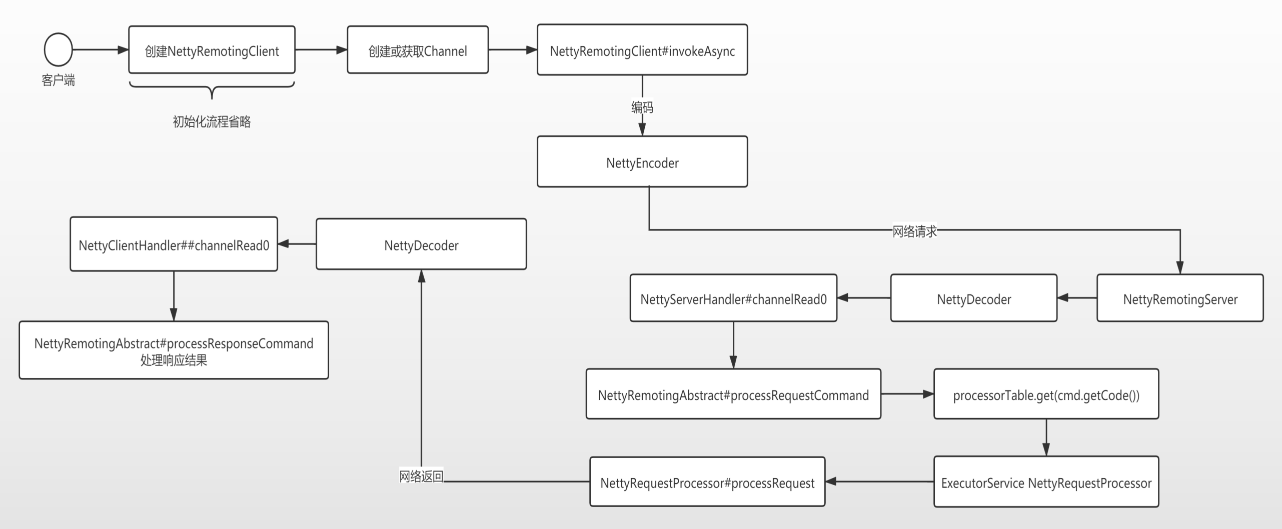 客户端
创建NettyRemotingClient
初始化流程省略
创建或获取Channel
NettyRemotingClient#invokeAsync
编码
NettyEncoder
网络请求
NettyRemotingServer
NettyDecoder
NettyServerHandler#channelRead0
NettyRemotingAbstract#processRequestCommand
processorTable.get(cmd.getCode())
ExecutorService NettyRequestProcessor
NettyRequestProcessor#processRequest
网络返回
NettyDecoder
NettyClientHandler##channelRead0
NettyRemotingAbstract#processResponseCommand
处理响应结果